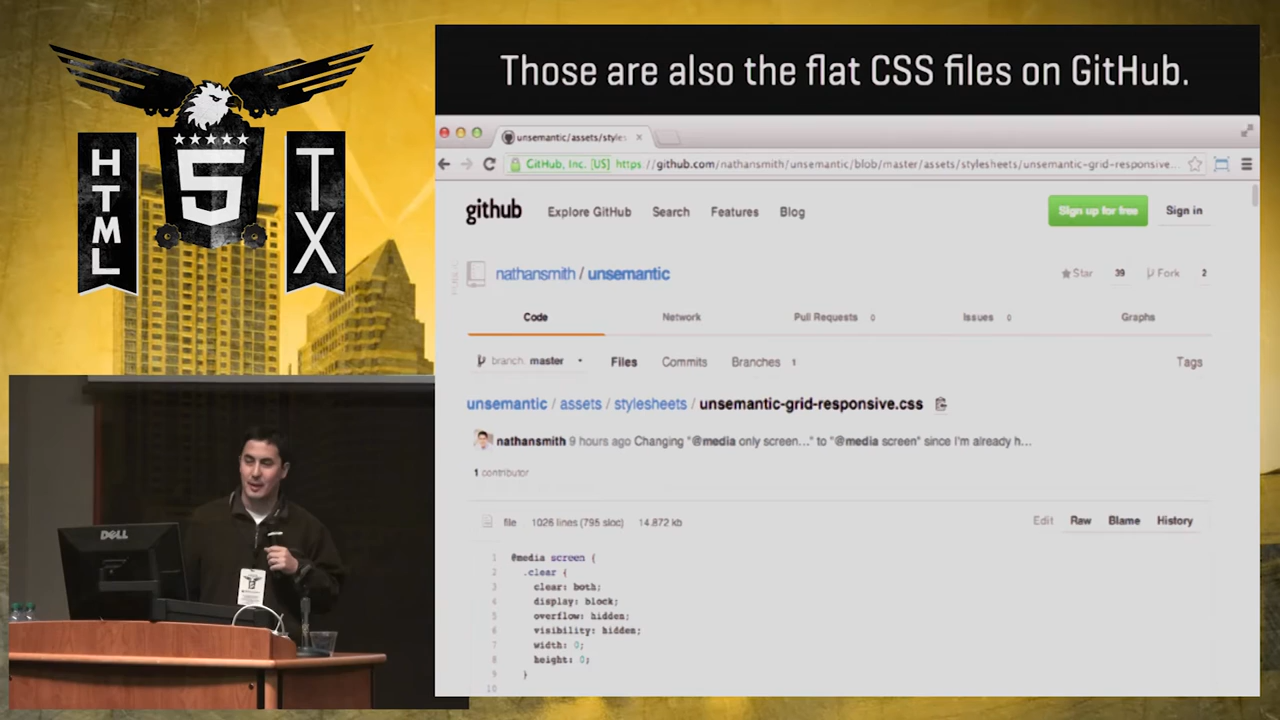 HTML
5
TX
DELL
Those are also the flat CSS files on GitHub.
unsemantic/assets/styles
GitHub, Inc. [US] https://github.com/nathansmith/unsemantic/blob/master/assets/stylesheets/unsemantic-grid-responsive...
github Explore GitHub Search Features Blog Sign up for free Sign in
PUBLIC nathansmith / unsemantic Star 39 Fork 2
Code Network Pull Requests 0 Issues 0 Graphs
branch: master Files Commits Branches 1 Tags
unsemantic / assets / stylesheets / unsemantic-grid-responsive.css
nathansmith 9 hours ago Changing "@media only screen..." to "@media screen" since I'm already h...
1 contributor
file 1026 lines (795 sloc) 14.872 kb Edit Raw Blame History
1 @media screen {
2 .clear {
3 clear: both;
4 display: block;
5 overflow: hidden;
6 visibility: hidden;
7 width: 0;
8 height: 0;
9 }
10